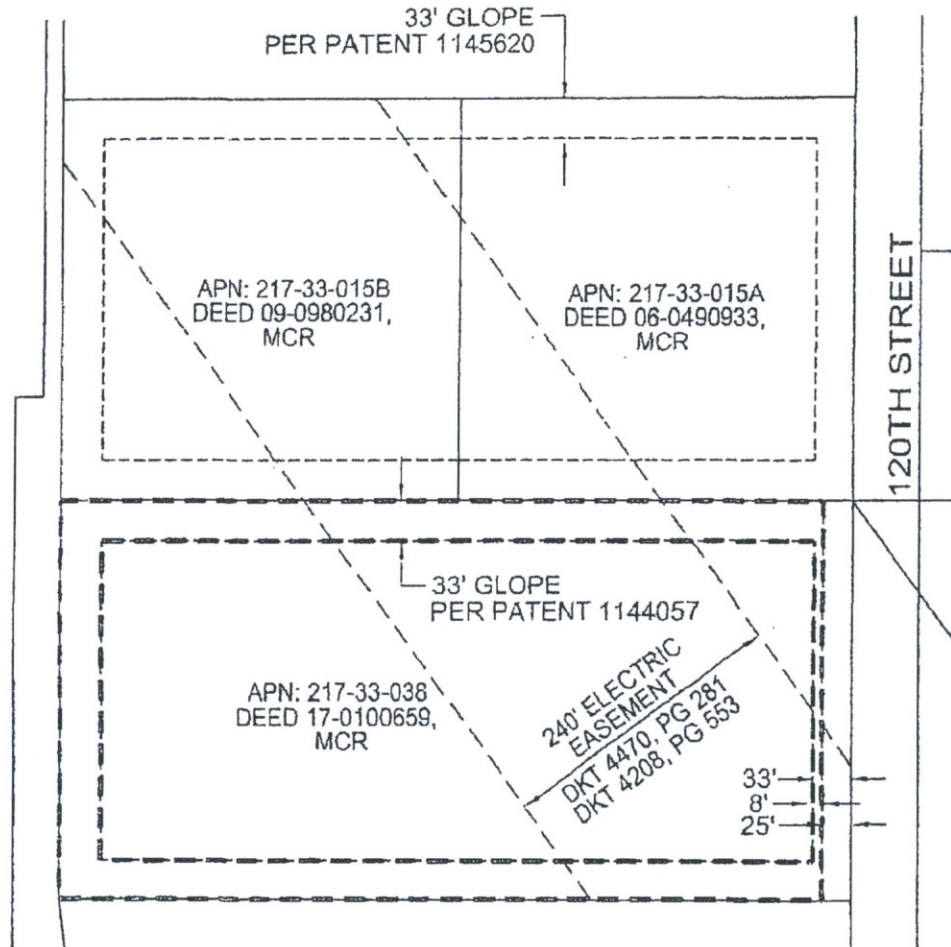 33' GLOPE
PER PATENT 1145620
APN: 217-33-015B
DEED 09-0980231,
MCR
APN: 217-33-015A
DEED 06-0490933,
MCR
120TH STREET
33' GLOPE
PER PATENT 1144057
APN: 217-33-038
DEED 17-0100659,
MCR
240' ELECTRIC
EASEMENT
DKT 4470, PG 281
DKT 4208, PG 553
33'
8'
25'